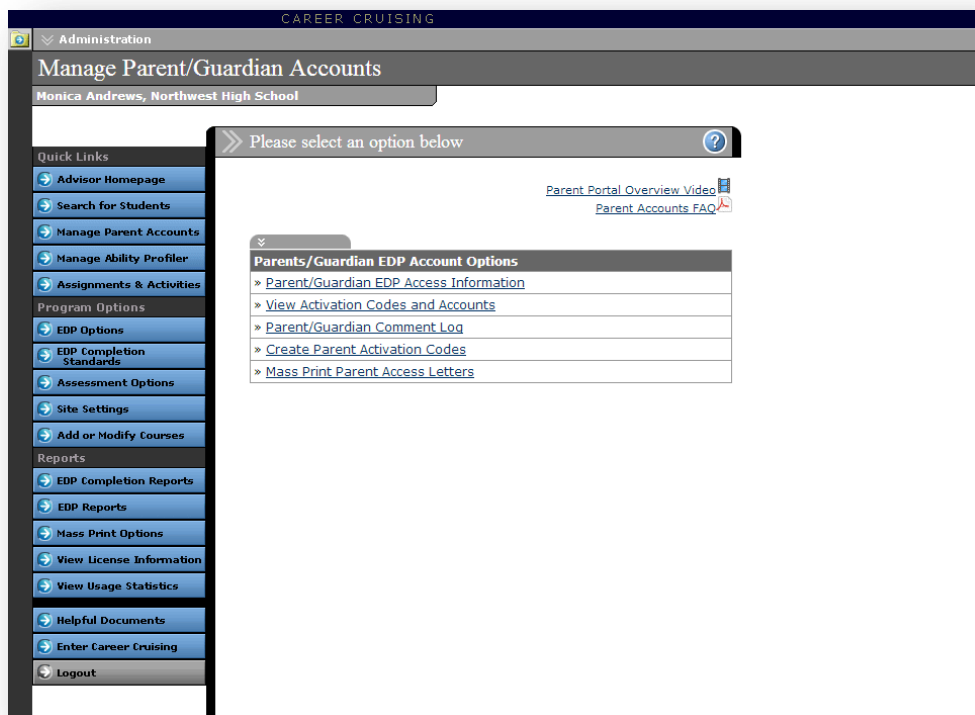 CAREER CRUISING
Administration
Manage Parent/Guardian Accounts
Monica Andrews, Northwest High School
Quick Links
Advisor Homepage
Search for Students
Manage Parent Accounts
Manage Ability Profiler
Assignments & Activities
Program Options
EDP Options
EDP Completion
Standards
Assessment Options
Site Settings
Add or Modify Courses
Reports
EDP Completion Reports
EDP Reports
Mass Print Options
View License Information
View Usage Statistics
Helpful Documents
Enter Career Cruising
Logout
Please select an option below
?
Parent Portal Overview Video
Parent Accounts FAQ
Parents/Guardian EDP Account Options
» Parent/Guardian EDP Access Information
» View Activation Codes and Accounts
» Parent/Guardian Comment Log
» Create Parent Activation Codes
» Mass Print Parent Access Letters